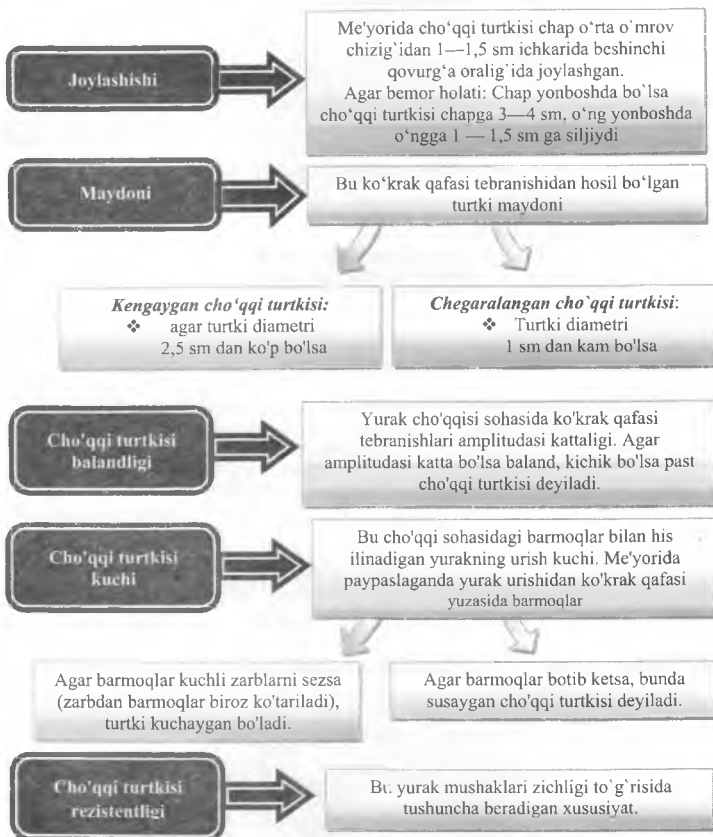 Joylashishi
Me'yorida cho‘qqi turtkisi chap o‘rta o`mrov
chizig`idan 1—1,5 sm ichkarida beshinchi
qovurg‘a oralig`ida joylashgan.
Agar bemor holati: Chap yonboshda bo`lsa
cho‘qqi turtkisi chapga 3—4 sm, o‘ng yonboshda
o‘ngga 1 — 1,5 sm ga siljiydi
Maydoni
Bu ko‘krak qafasi tebranishidan hosil bo‘lgan
turtki maydoni
Kengaygan cho‘qqi turtkisi:
❖ agar turtki diametri
2,5 sm dan ko'p bo'lsa
Chegaralangan cho`qqi turtkisi:
❖ Turtki diametri
1 sm dan kam bo'lsa
Cho'qqi turtkisi
balandligi
Yurak cho'qqisi sohasida ko'krak qafasi
tebranishlari amplitudasi kattaligi. Agar
amplitudasi katta bo'lsa baland, kichik bo'lsa past
cho'qqi turtkisi deyiladi.
Cho'qqi turtkisi
kuchi
Bu cho'qqi sohasidagi barmoqlar bilan his
ilinadigan yurakning urish kuchi. Me'yorida
paypaslaganda yurak urishidan ko'krak qafasi
yuzasida barmoqlar
Agar barmoqlar kuchli zarblarni sezsa
(zarbdan barmoqlar biroz ko'tariladi),
turtki kuchaygan bo'ladi.
Agar barmoqlar botib ketsa, bunda
susaygan cho'qqi turtkisi deyiladi.
Cho'qqi turtkisi
rezistentligi
Bu yurak mushaklari zichligi to`g`risida
tushuncha beradigan xususiyat.